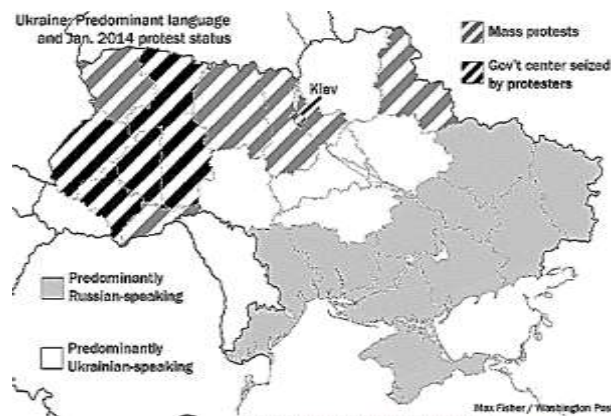 Ukraine: Predominant language
and Jan. 2014 protest status
Mass protests
Gov't center seized
by protesters
Kiev
Predominantly
Russian-speaking
Predominantly
Ukrainian-speaking
Max Fisher / Washington Post